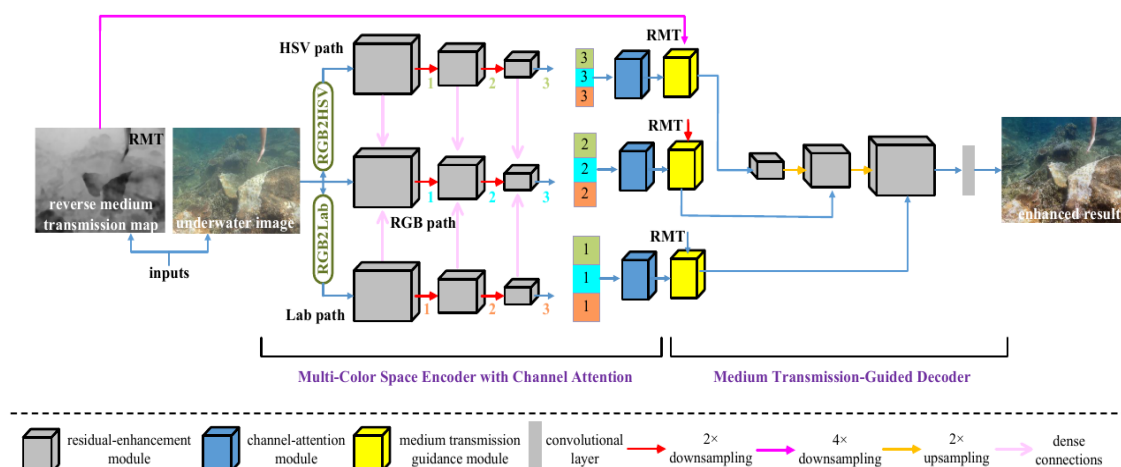 HSV path
RMT
RGB2HSV
1
2
3
3
3
3
RMT
reverse medium
transmission map
underwater image
inputs
RMT
1
2
3
2
2
2
RGB path
enhanced result
RGB2Lab
RMT
1
1
1
Lab path
1
2
3
Multi-Color Space Encoder with Channel Attention
Medium Transmission-Guided Decoder
residual-enhancement
module
channel-attention
module
medium transmission
guidance module
convolutional
layer
2×
downsampling
4×
downsampling
2×
upsampling
dense
connections